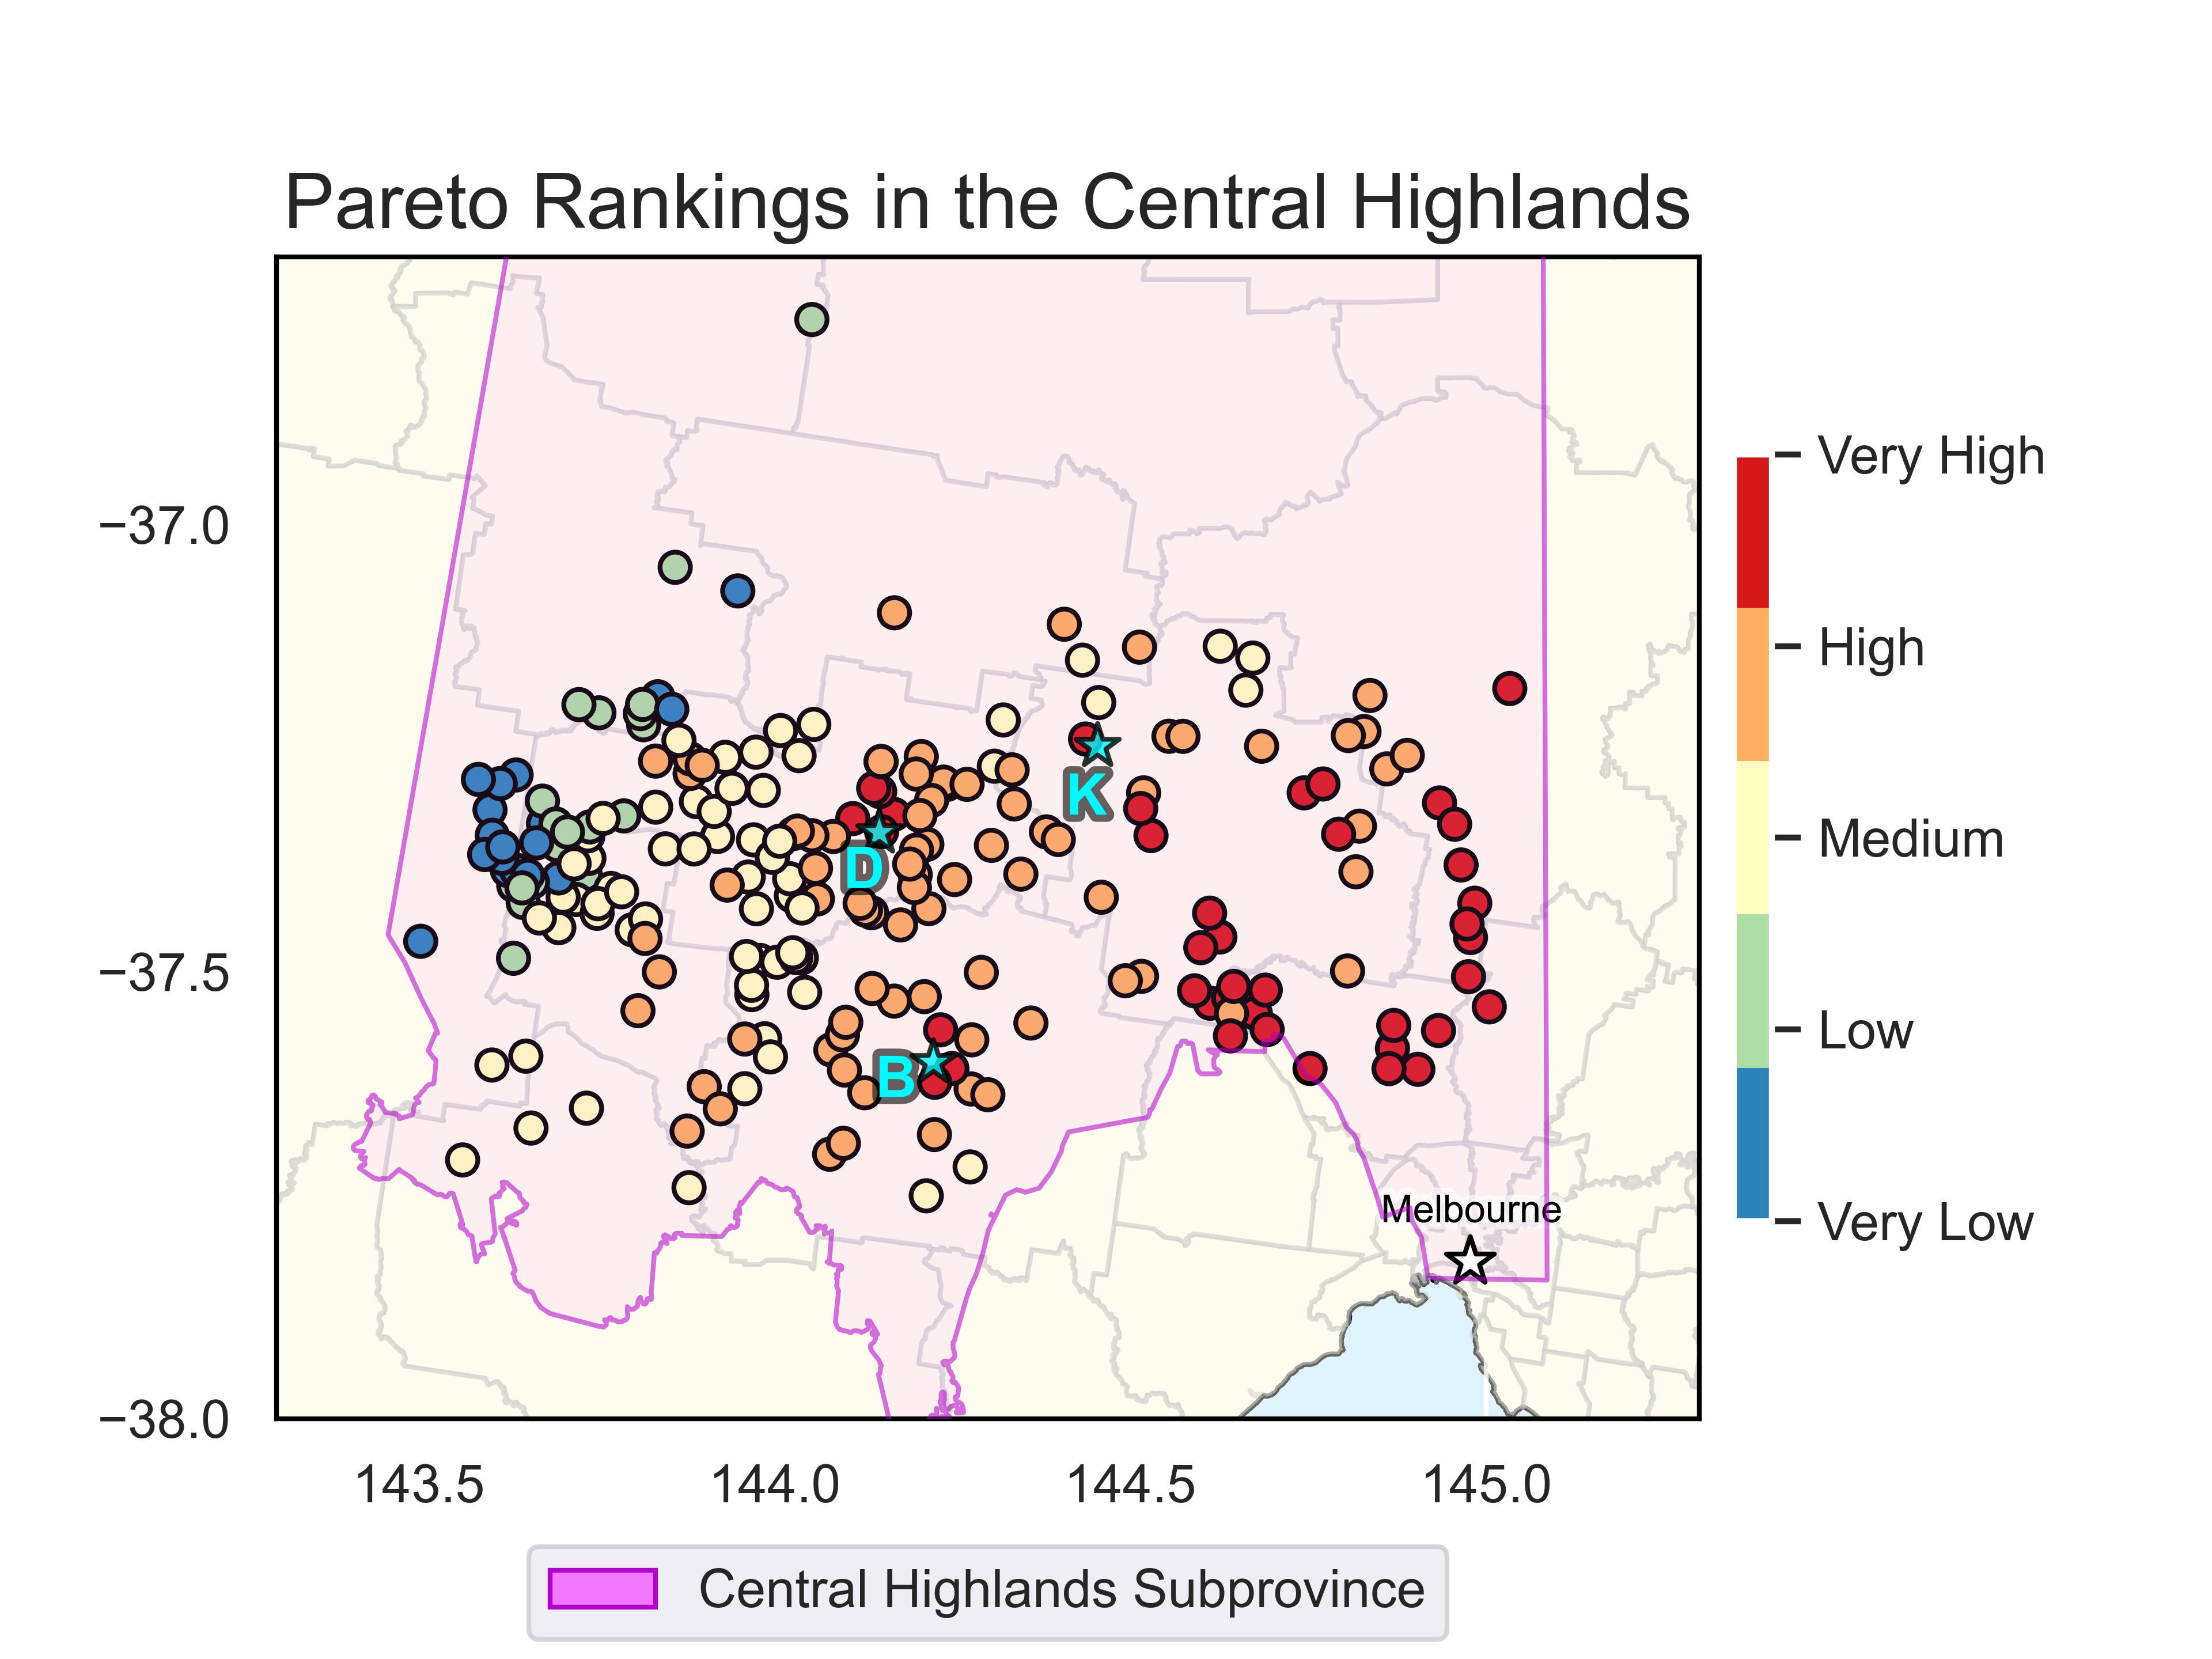 Pareto Rankings in the Central Highlands
Very High
−37.0
High
K
Medium
D
−37.5
Low
B
Melbourne
Very Low
−38.0
143.5
144.0
144.5
145.0
Central Highlands Subprovince